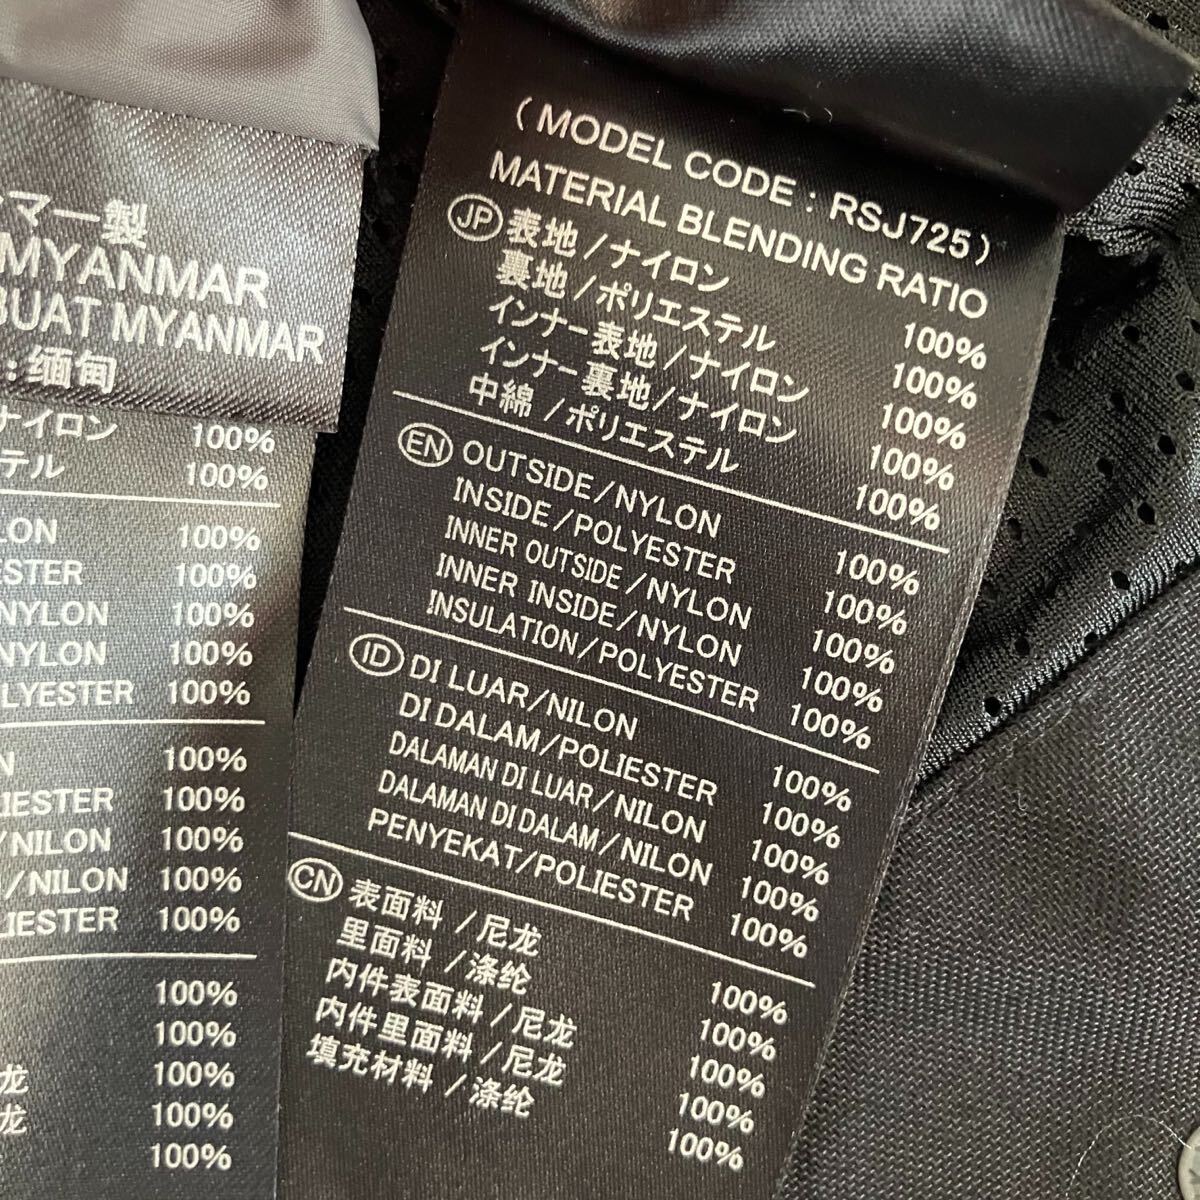 ンマー製
MYANMAR
BUAT MYANMAR
:缅甸
ナイロン 100%
ステル 100%
LON 100%
ESTER 100%
NYLON 100%
NYLON 100%
LYESTER 100%
N 100%
LIESTER 100%
/NILON 100%
/NILON 100%
LIESTER 100%
100%
100%
龙 100%
龙 100%
100%
(MODEL CODE : RSJ725)
MATERIAL BLENDING RATIO
JP 表地/ナイロン 100%
裏地/ポリエステル 100%
インナー表地/ナイロン 100%
インナー裏地/ナイロン 100%
中綿/ポリエステル 100%
EN OUTSIDE/NYLON 100%
INSIDE/POLYESTER 100%
INNER OUTSIDE/NYLON 100%
INNER INSIDE/NYLON 100%
INSULATION/POLYESTER 100%
ID DI LUAR/NILON 100%
DI DALAM/POLIESTER 100%
DALAMAN DI LUAR/NILON 100%
DALAMAN DI DALAM/NILON 100%
PENYEKAT/POLIESTER 100%
CN 表面料/尼龙 100%
里面料/涤纶 100%
内件表面料/尼龙 100%
内件里面料/尼龙 100%
填充材料/涤纶 100%